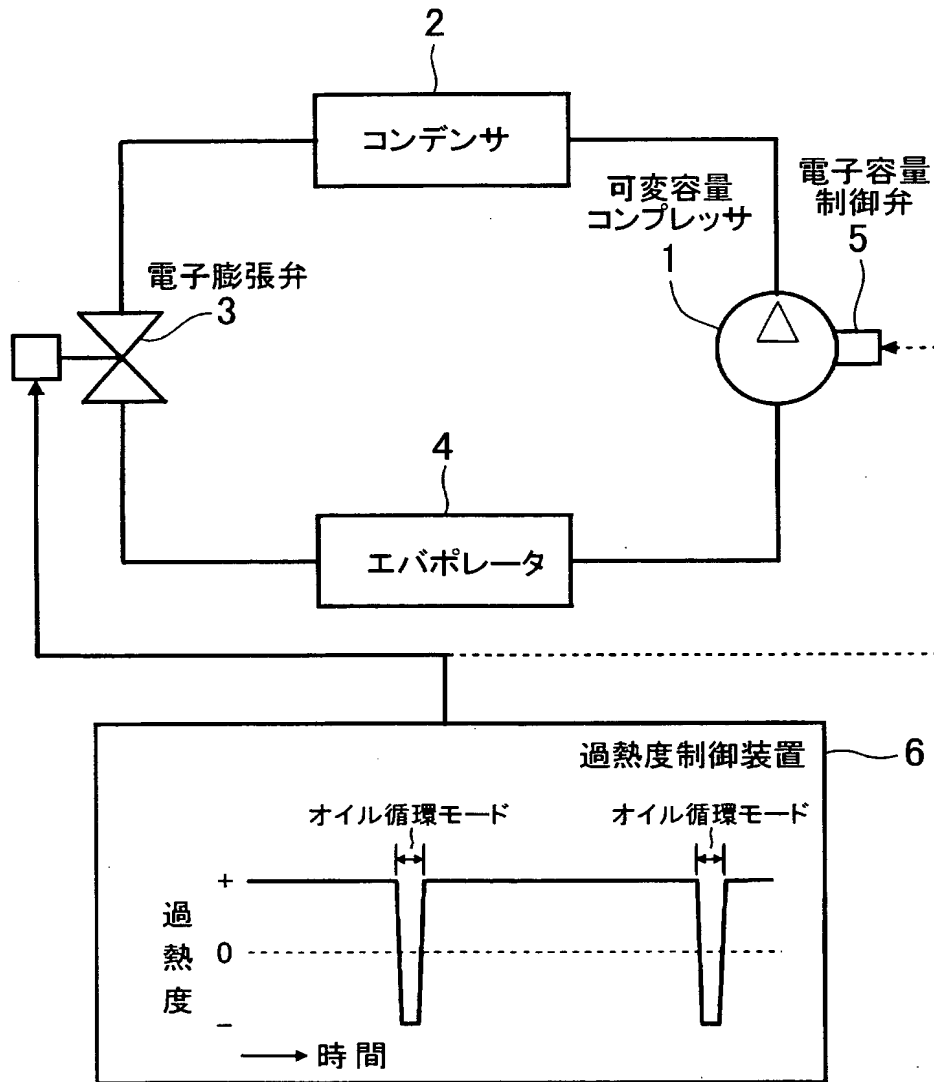 2
コンデンサ
可変容量
コンプレッサ
1
電子容量
制御弁
5
電子膨張弁
3
4
エバポレータ
過熱度制御装置
6
オイル循環モード
オイル循環モード
+
過熱度
0
−
時間